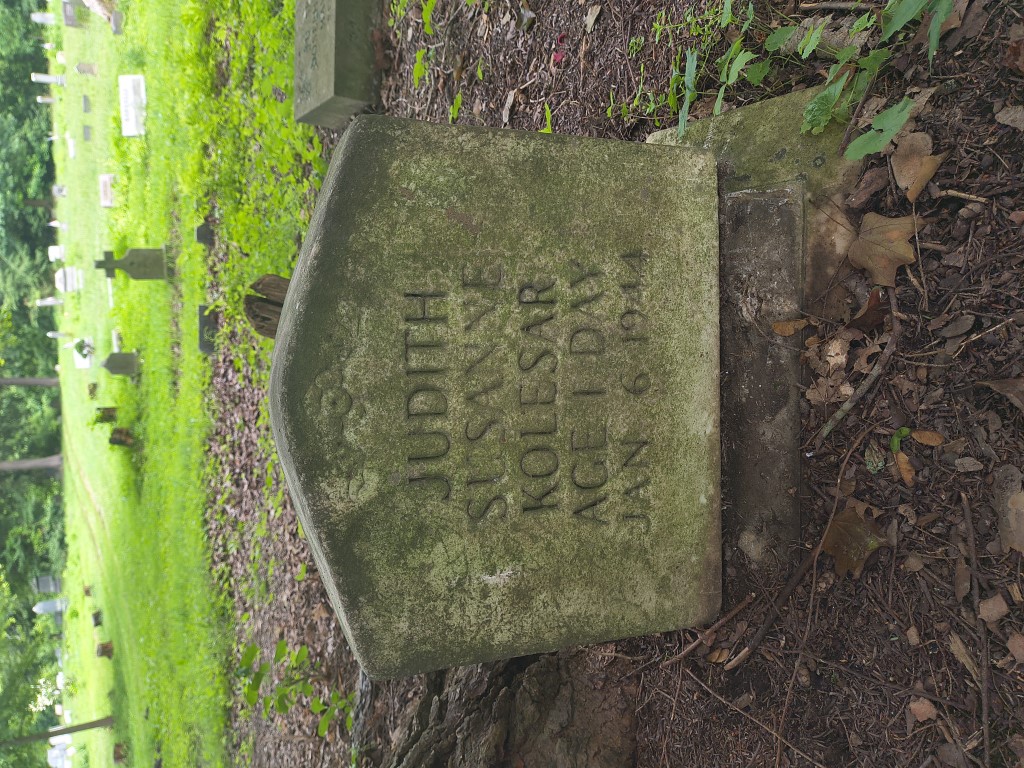 JUDITH
SUSANNE
KOLESAR
AGE 1 DAY
JAN 6 1944